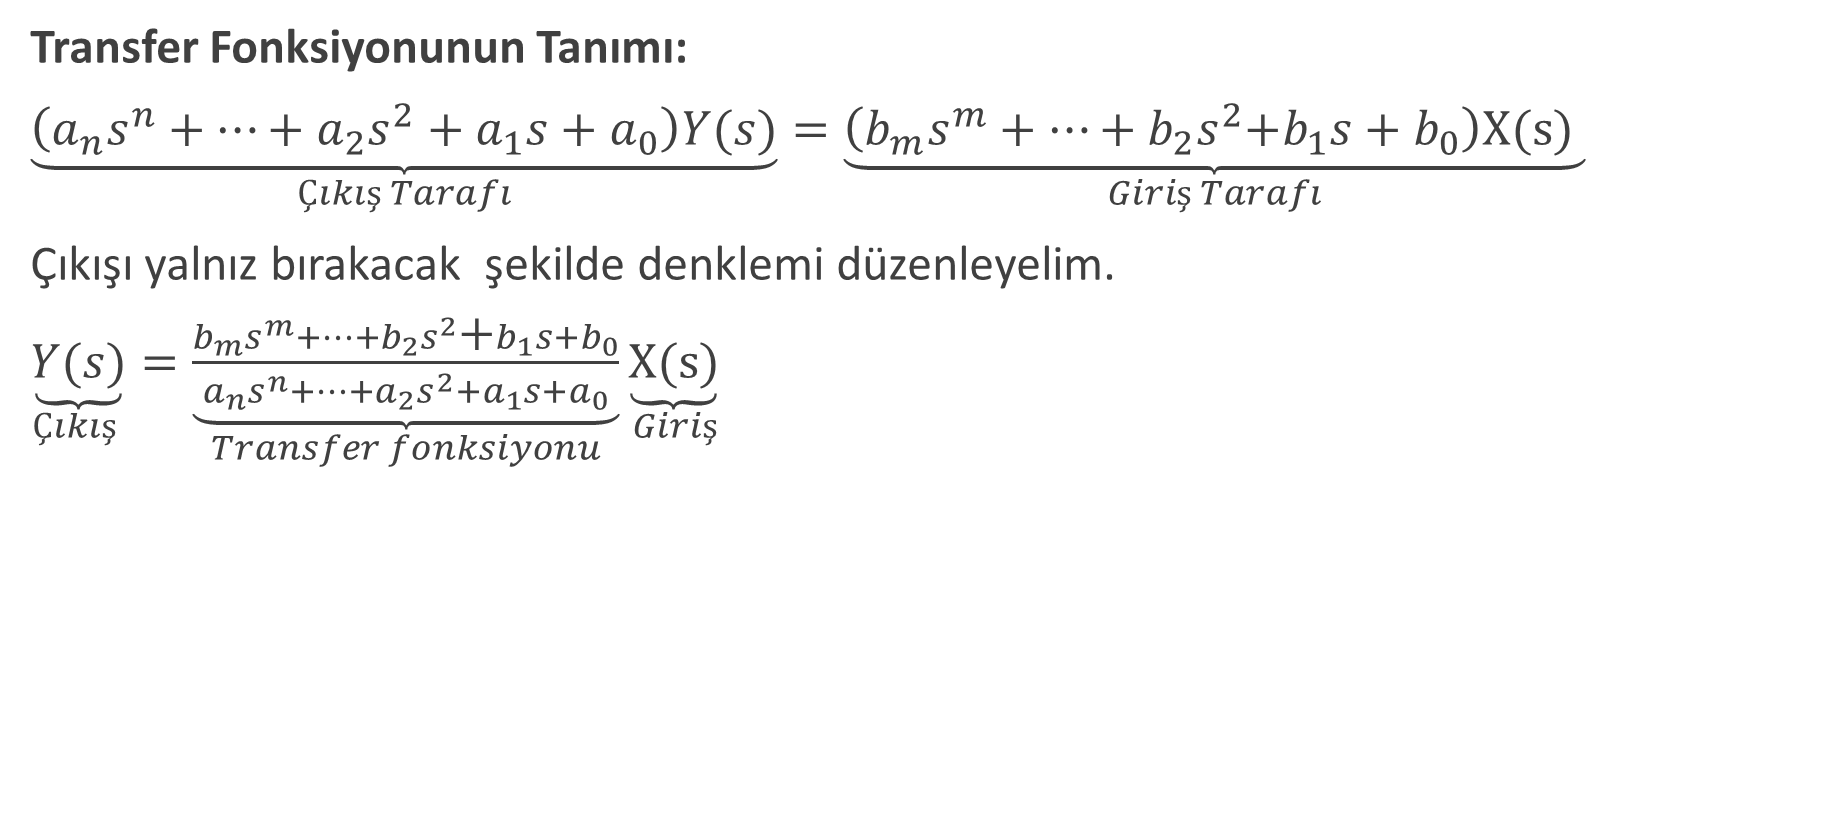 Transfer Fonksiyonunun Tanımı:
(aₙsⁿ + ⋯ + a₂s² + a₁s + a₀)Y(s) = (bₘsᵐ + ⋯ + b₂s²+b₁s + b₀)X(s)
Çıkış Tarafı Giriş Tarafı
Çıkışı yalnız bırakacak şekilde denklemi düzenleyelim.
bₘsᵐ+⋯+b₂s²+b₁s+b₀
Y(s) = X(s)
aₙsⁿ+⋯+a₂s²+a₁s+a₀
Çıkış Giriş
Transfer fonksiyonu